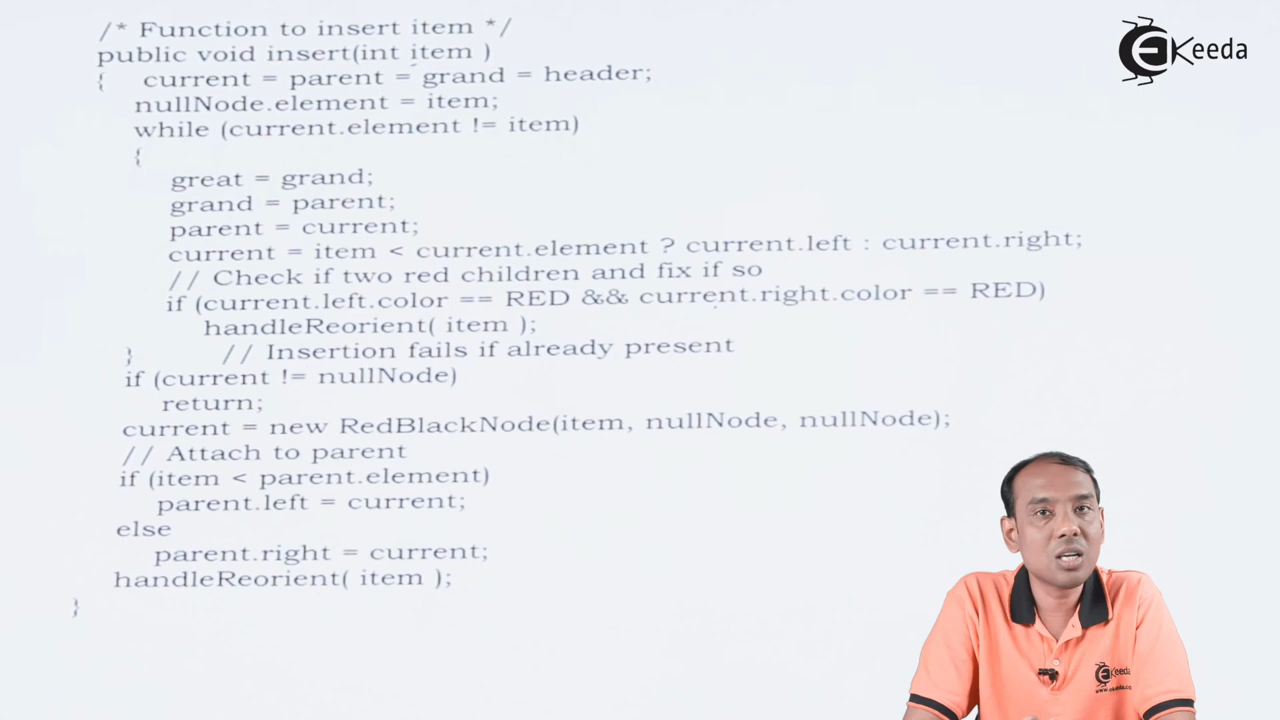 /* Function to insert item */
public void insert(int item )
{ current = parent = grand = header;
nullNode.element = item;
while (current.element != item)
{
great = grand;
grand = parent;
parent = current;
current = item < current.element ? current.left : current.right;
// Check if two red children and fix if so
if (current.left.color == RED && current.right.color == RED)
handleReorient( item );
} // Insertion fails if already present
if (current != nullNode)
return;
current = new RedBlackNode(item, nullNode, nullNode);
// Attach to parent
if (item < parent.element)
parent.left = current;
else
parent.right = current;
handleReorient( item );
}
EKeeda
EKeeda